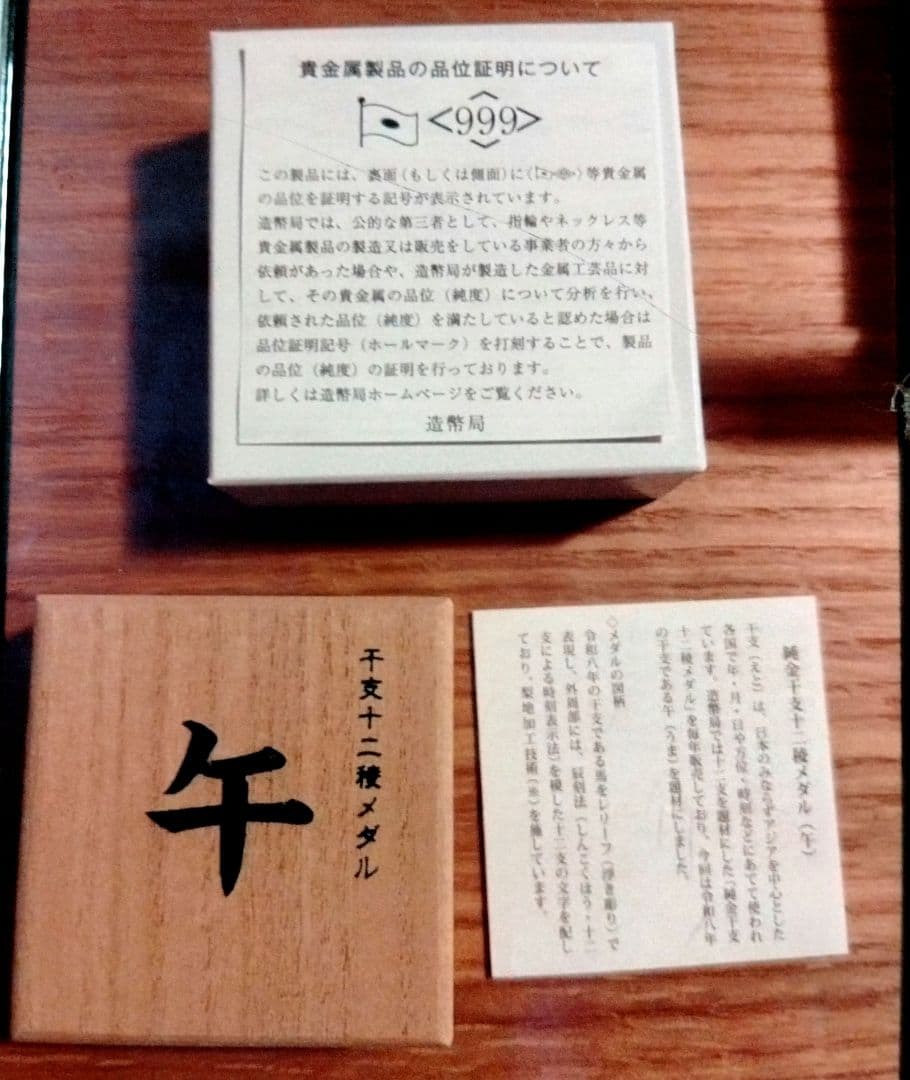 貴金属製品の品位証明について
<999>
この製品には、裏面(もしくは側面)に〈999〉等貴金属
の品位を証明する記号が表示されています。
造幣局では、公的な第三者として、指輪やネックレス等
貴金属製品の製造又は販売をしている事業者の方々から
依頼があった場合や、造幣局が製造した金属工芸品に対
して、その貴金属の品位(純度)について分析を行い、
依頼された品位(純度)を満たしていると認めた場合は
品位証明記号(ホールマーク)を打刻することで、製品
の品位(純度)の証明を行っております。
詳しくは造幣局ホームページをご覧ください。
造幣局
干支十二稜メダル
午
純金干支十二稜メダル(午)
干支(えと)は、日本のみならずアジアを中心とした
各国で年・月・日や方位・時刻などにあてて使われ
ています。造幣局では十二支を題材にした「純金干支
十二稜メダル」を毎年販売しており、今回は令和八年
の干支である午(うま)を題材にしました。
◇メダルの図柄
令和八年の干支である馬をレリーフ(浮き彫り)で
表現し、外周部には、辰刻法(しんこくほう・十二
支による時刻表示法)を模した十二支の文字を配し
ており、梨地加工技術(※)を施しています。